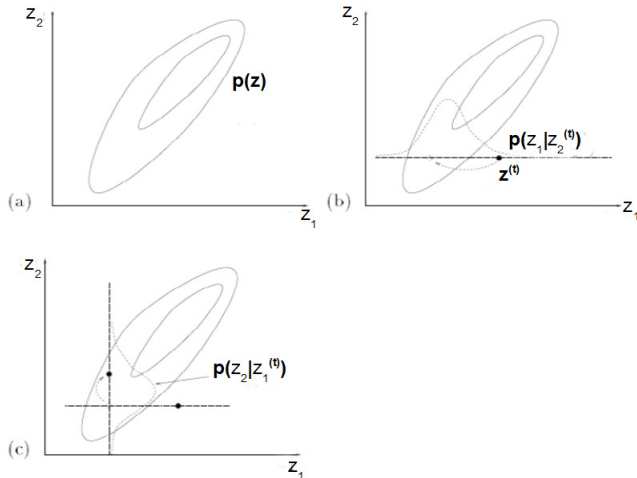 z₂
p(z)
(a)
z₁
z₂
p(z₁|z₂⁽ᵗ⁾)
z⁽ᵗ⁾
(b)
z₁
z₂
p(z₂|z₁⁽ᵗ⁾)
(c)
z₁